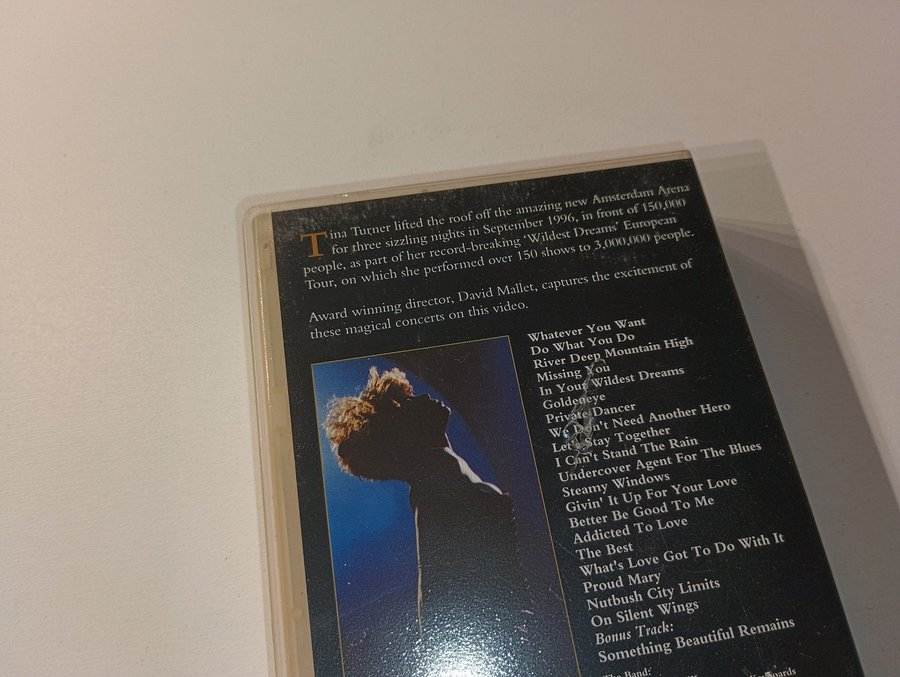 Tina Turner lifted the roof off the amazing new Amsterdam Arena
for three sizzling nights in September 1996, in front of 150,000
people, as part of her record-breaking 'Wildest Dreams' European
Tour, on which she performed over 150 shows to 3,000,000 people.
Award winning director, David Mallet, captures the excitement of
these magical concerts on this video.
Whatever You Want
Do What You Do
River Deep Mountain High
Missing You
In Your Wildest Dreams
Goldeneye
Private Dancer
We Don't Need Another Hero
Let's Stay Together
I Can't Stand The Rain
Undercover Agent For The Blues
Steamy Windows
Givin' It Up For Your Love
Better Be Good To Me
Addicted To Love
The Best
What's Love Got To Do With It
Proud Mary
Nutbush City Limits
On Silent Wings
Bonus Track:
Something Beautiful Remains
The Band: